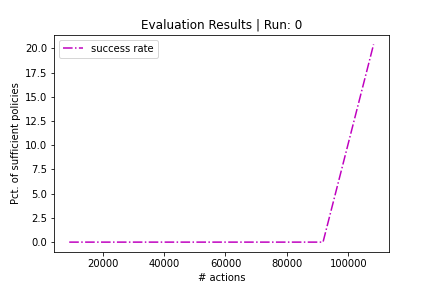 Evaluation Results | Run: 0
success rate
Pct. of sufficient policies
20.0
17.5
15.0
12.5
10.0
7.5
5.0
2.5
0.0
20000 40000 60000 80000 100000
# actions